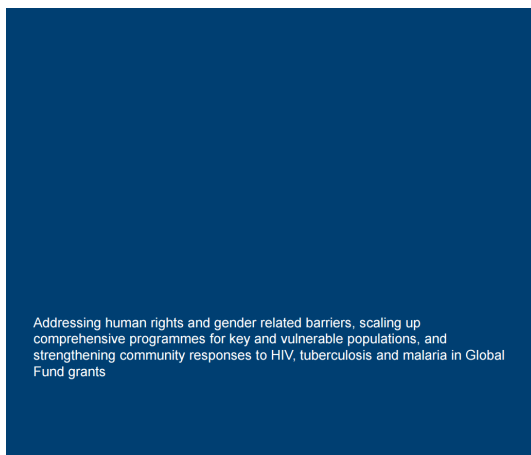 Addressing human rights and gender related barriers, scaling up
comprehensive programmes for key and vulnerable populations, and
strengthening community responses to HIV, tuberculosis and malaria in Global
Fund grants